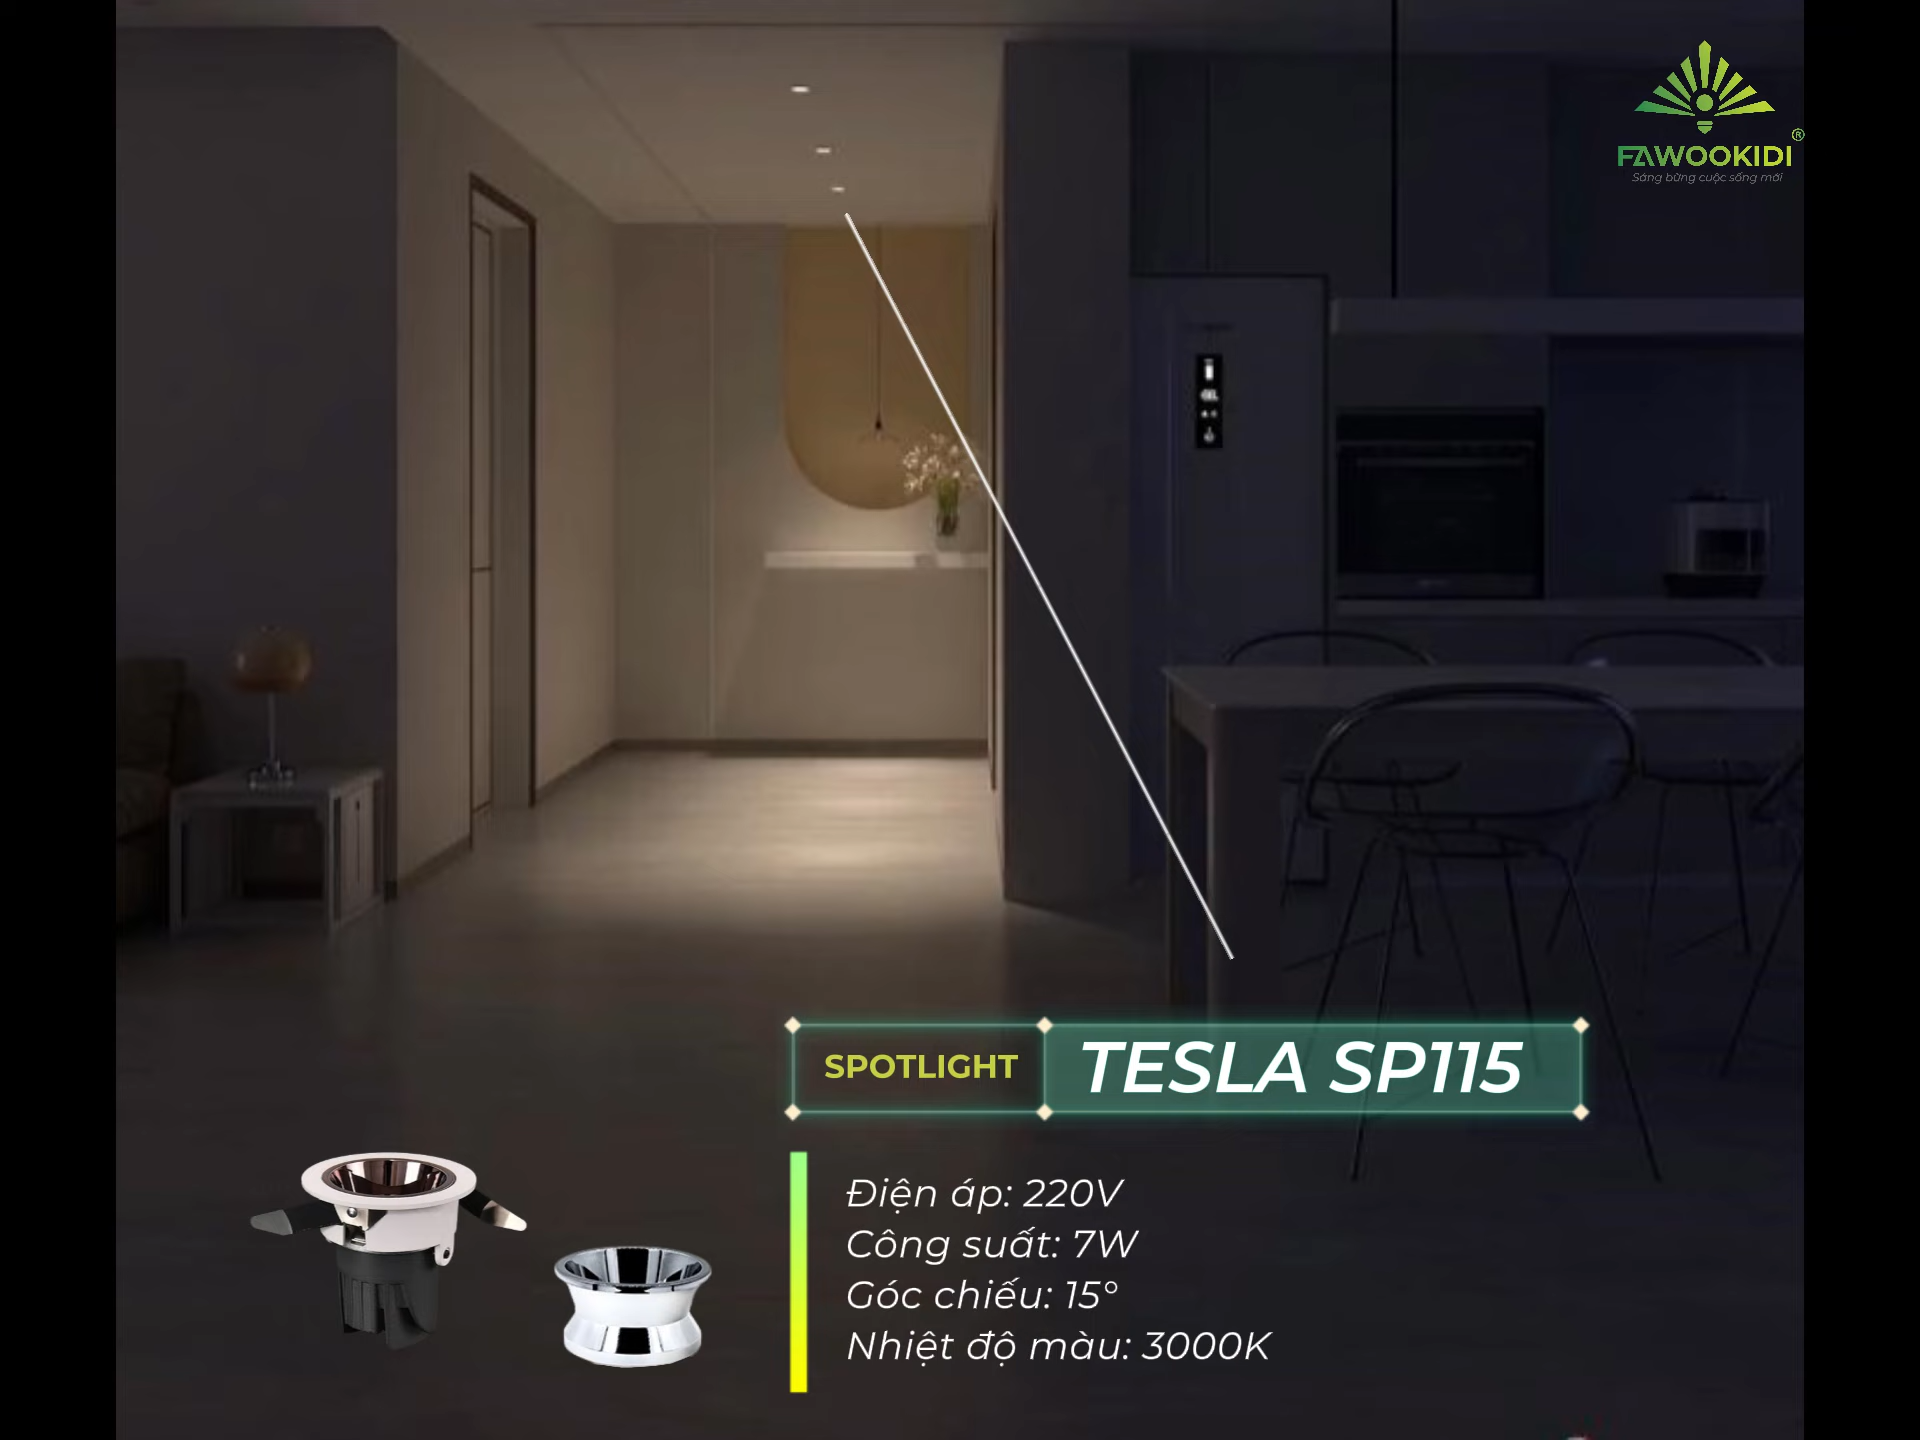 FAWOOKIDI®
Sáng bừng cuộc sống mới
SPOTLIGHT
TESLA SP115
Điện áp: 220V
Công suất: 7W
Góc chiếu: 15°
Nhiệt độ màu: 3000K